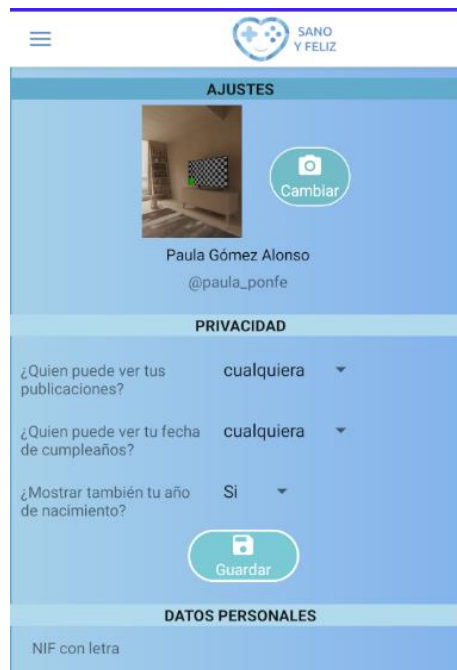 SANO
Y FELIZ
AJUSTES
Cambiar
Paula Gómez Alonso
@paula_ponfe
PRIVACIDAD
¿Quien puede ver tus
publicaciones?
cualquiera
¿Quien puede ver tu fecha
de cumpleaños?
cualquiera
¿Mostrar también tu año
de nacimiento?
Si
Guardar
DATOS PERSONALES
NIF con letra